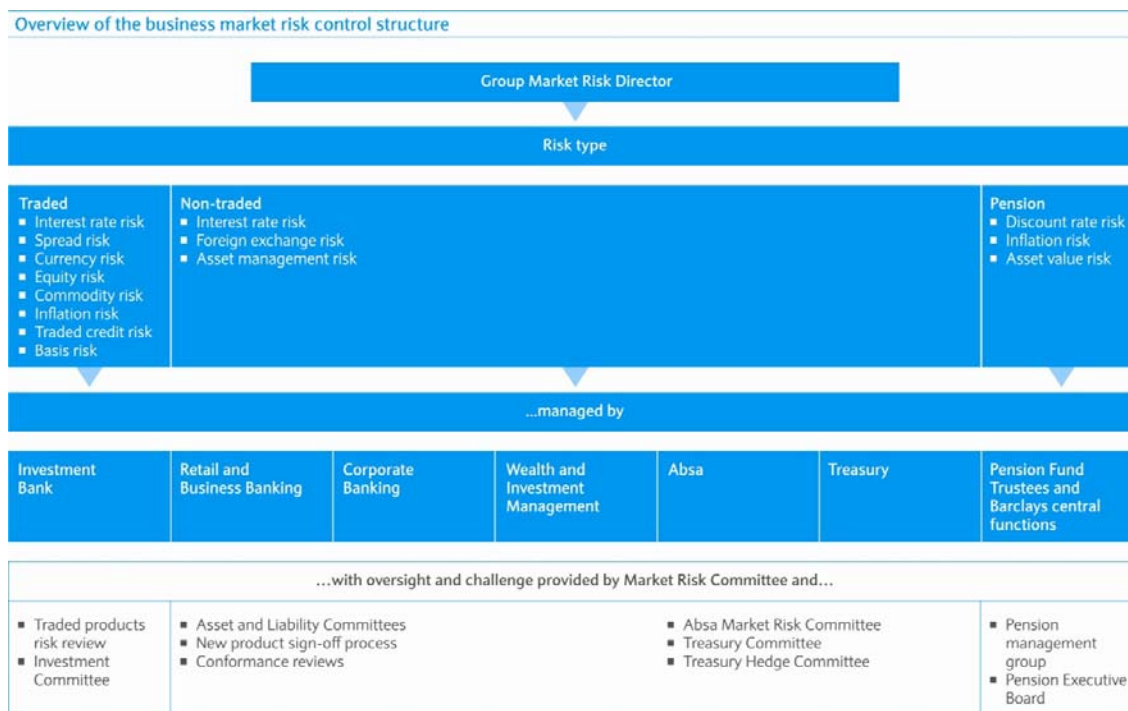 Overview of the business market risk control structure
Group Market Risk Director
Risk type
Traded
■ Interest rate risk
■ Spread risk
■ Currency risk
■ Equity risk
■ Commodity risk
■ Inflation risk
■ Traded credit risk
■ Basis risk
Non-traded
■ Interest rate risk
■ Foreign exchange risk
■ Asset management risk
Pension
■ Discount rate risk
■ Inflation risk
■ Asset value risk
...managed by
Investment
Bank
Retail and
Business Banking
Corporate
Banking
Wealth and
Investment
Management
Absa
Treasury
Pension Fund
Trustees and
Barclays central
functions
...with oversight and challenge provided by Market Risk Committee and...
■ Traded products
risk review
■ Investment
Committee
■ Asset and Liability Committees
■ New product sign-off process
■ Conformance reviews
■ Absa Market Risk Committee
■ Treasury Committee
■ Treasury Hedge Committee
■ Pension
management
group
■ Pension Executive
Board